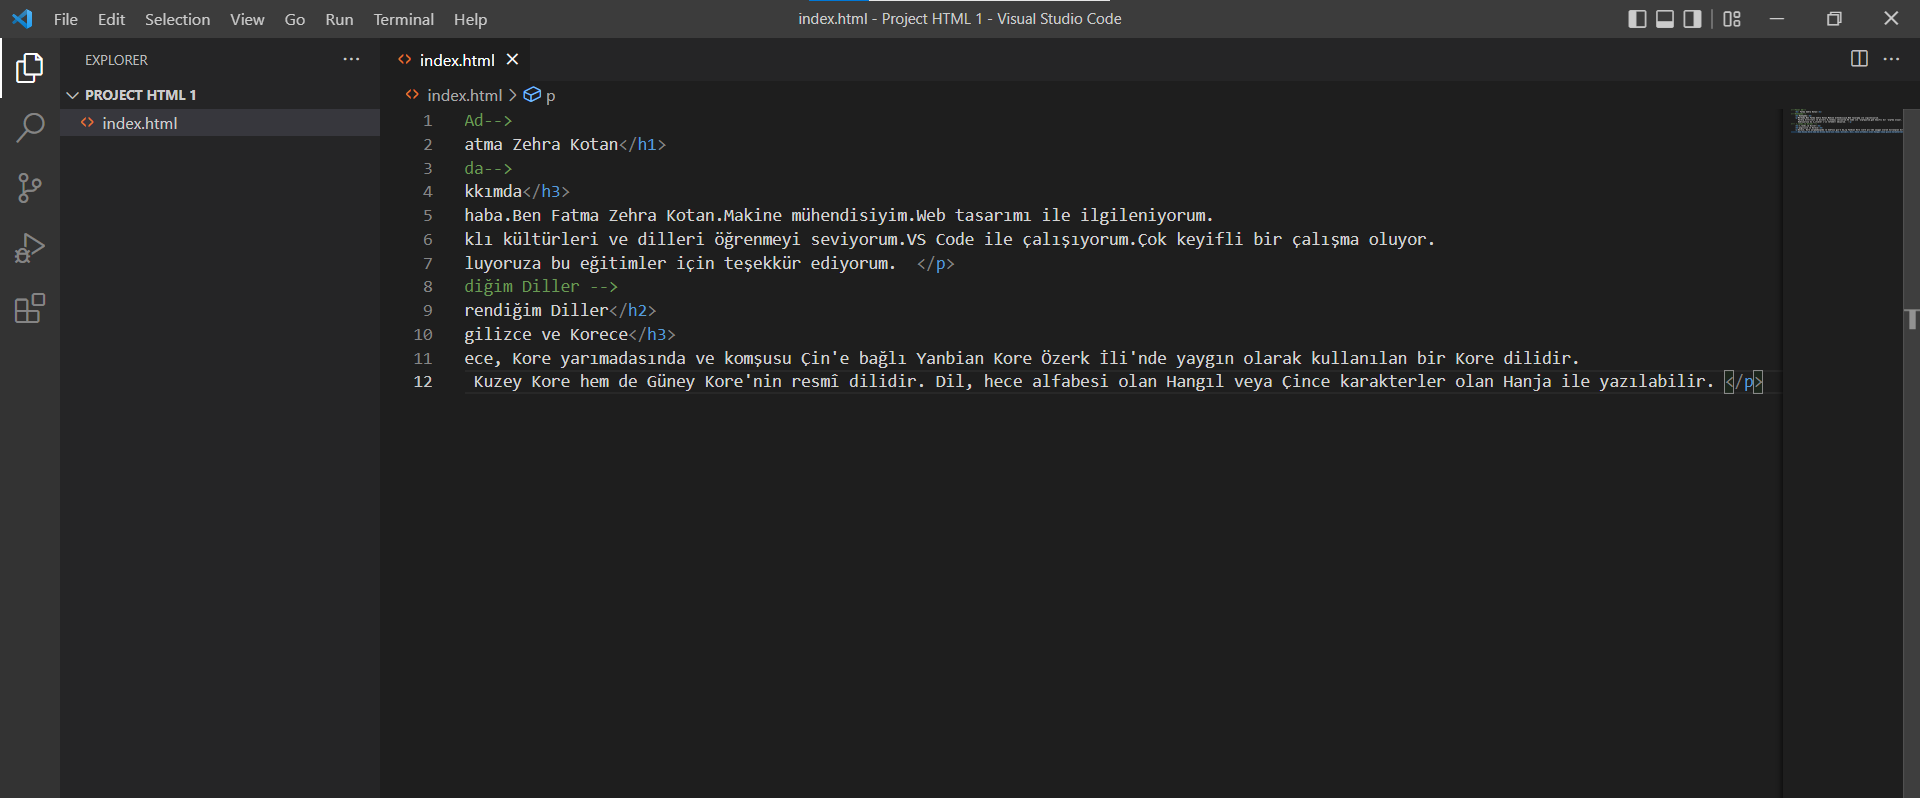 File Edit Selection View Go Run Terminal Help index.html - Project HTML 1 - Visual Studio Code
EXPLORER ···
index.html
PROJECT HTML 1
index.html > p
index.html
1 Ad-->
2 atma Zehra Kotan</h1>
3 da-->
4 kkımda</h3>
5 haba.Ben Fatma Zehra Kotan.Makine mühendisiyim.Web tasarımı ile ilgileniyorum.
6 klı kültürleri ve dilleri öğrenmeyi seviyorum.VS Code ile çalışıyorum.Çok keyifli bir çalışma oluyor.
7 luyoruza bu eğitimler için teşekkür ediyorum.  </p>
8 diğim Diller -->
9 rendiğim Diller</h2>
10 gilizce ve Korece</h3>
11 ece, Kore yarımadasında ve komşusu Çin'e bağlı Yanbian Kore Özerk İli'nde yaygın olarak kullanılan bir Kore dilidir.
12 Kuzey Kore hem de Güney Kore'nin resmî dilidir. Dil, hece alfabesi olan Hangıl veya Çince karakterler olan Hanja ile yazılabilir. </p>